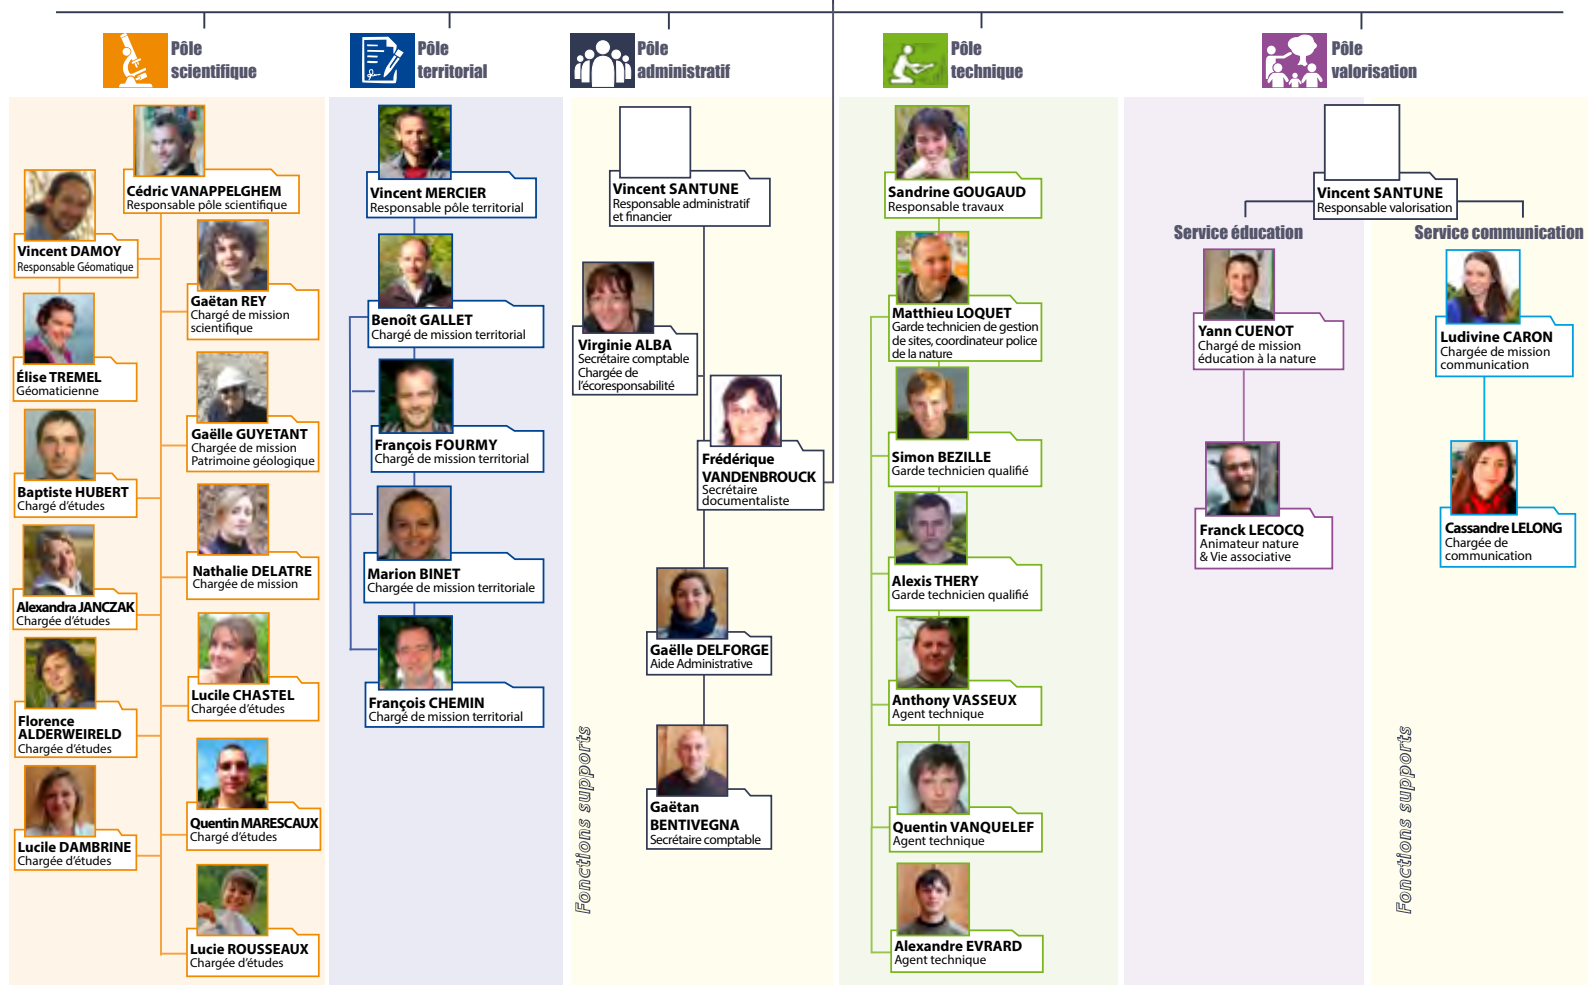 Pôle
scientifique
Pôle
territorial
Pôle
administratif
Pôle
technique
Pôle
valorisation
Cédric VANAPPELGHEM
Responsable pôle scientifique
Vincent DAMOY
Responsable Géomatique
Gaëtan REY
Chargé de mission
scientifique
Élise TREMEL
Géomaticienne
Gaëlle GUYETANT
Chargée de mission
Patrimoine géologique
Baptiste HUBERT
Chargé d'études
Nathalie DELATRE
Chargée de mission
Alexandra JANCZAK
Chargée d'études
Lucile CHASTEL
Chargée d'études
Florence
ALDERWEIRELD
Chargée d'études
Quentin MARESCAUX
Chargé d'études
Lucile DAMBRINE
Chargée d'études
Lucie ROUSSEAUX
Chargée d'études
Vincent MERCIER
Responsable pôle territorial
Benoît GALLET
Chargé de mission territorial
François FOURMY
Chargé de mission territorial
Marion BINET
Chargée de mission territoriale
François CHEMIN
Chargé de mission territorial
Vincent SANTUNE
Responsable administratif
et financier
Virginie ALBA
Secrétaire comptable
Chargée de
l'écoresponsabilité
Frédérique
VANDENBROUCK
Secrétaire
documentaliste
Gaëlle DELFORGE
Aide Administrative
Gaëtan
BENTIVEGNA
Secrétaire comptable
Fonctions supports
Sandrine GOUGAUD
Responsable travaux
Matthieu LOQUET
Garde technicien de gestion
de sites, coordinateur police
de la nature
Simon BEZILLE
Garde technicien qualifié
Alexis THERY
Garde technicien qualifié
Anthony VASSEUX
Agent technique
Quentin VANQUELEF
Agent technique
Alexandre EVRARD
Agent technique
Vincent SANTUNE
Responsable valorisation
Service éducation
Service communication
Yann CUENOT
Chargé de mission
éducation à la nature
Franck LECOCQ
Animateur nature
& Vie associative
Ludivine CARON
Chargée de mission
communication
Cassandre LELONG
Chargée de
communication
Fonctions supports